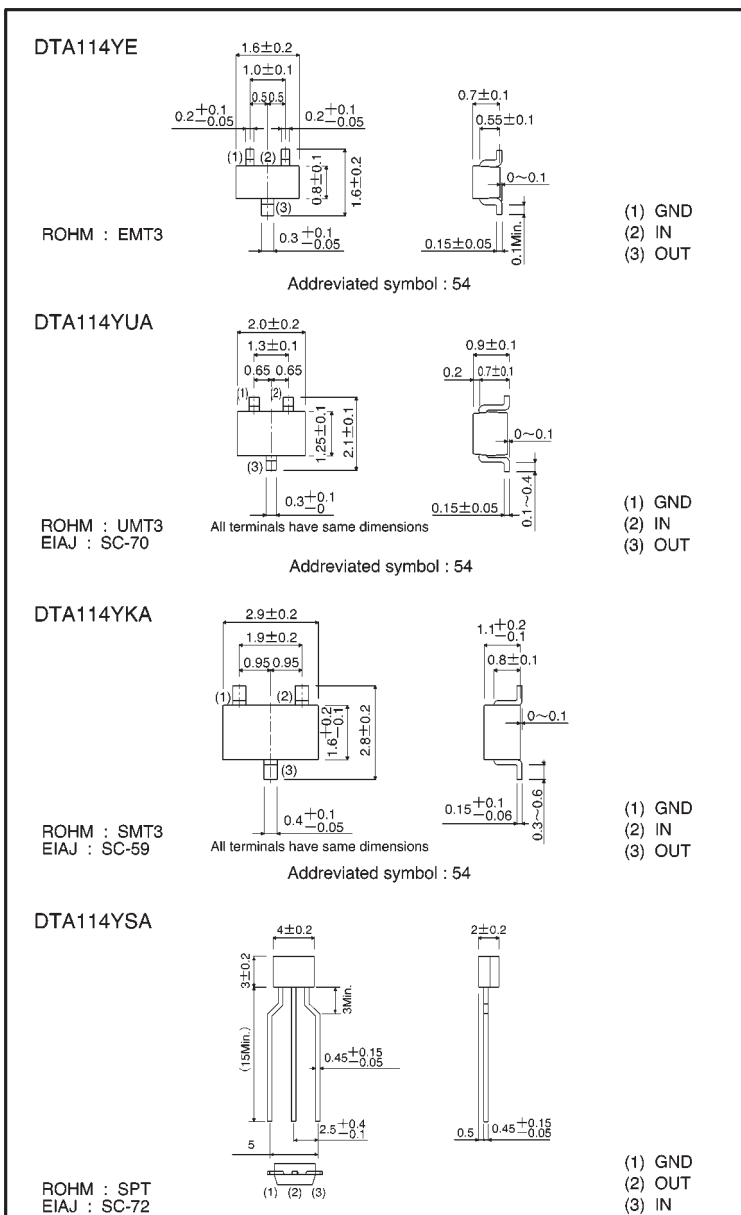 DTA114YE
1.6±0.2
1.0±0.1
0.5 0.5
0.2 +0.1 −0.05
0.2 +0.1 −0.05
(1) (2)
(3)
0.8±0.1
1.6±0.2
0.3 +0.1 −0.05
0.7±0.1
0.55±0.1
0~0.1
0.15±0.05
0.1Min.
ROHM : EMT3
(1) GND
(2) IN
(3) OUT
Addreviated symbol : 54
DTA114YUA
2.0±0.2
1.3±0.1
0.65 0.65
(1) (2)
(3)
1.25±0.1
2.1±0.1
0.3 +0.1 −0
0.9±0.1
0.2 0.7±0.1
0~0.1
0.15±0.05
0.1~0.4
All terminals have same dimensions
ROHM : UMT3
EIAJ : SC-70
(1) GND
(2) IN
(3) OUT
Addreviated symbol : 54
DTA114YKA
2.9±0.2
1.9±0.2
0.95 0.95
(1) (2)
(3)
1.6 +0.2 −0.1
2.8±0.2
0.4 +0.1 −0.05
1.1 +0.2 −0.1
0.8±0.1
0~0.1
0.15 +0.1 −0.06
0.3~0.6
All terminals have same dimensions
ROHM : SMT3
EIAJ : SC-59
(1) GND
(2) IN
(3) OUT
Addreviated symbol : 54
DTA114YSA
4±0.2
3±0.2
(15Min.)
3Min.
0.45 +0.15 −0.05
2.5 +0.4 −0.1
5
(1) (2) (3)
2±0.2
0.5
0.45 +0.15 −0.05
ROHM : SPT
EIAJ : SC-72
(1) GND
(2) OUT
(3) IN